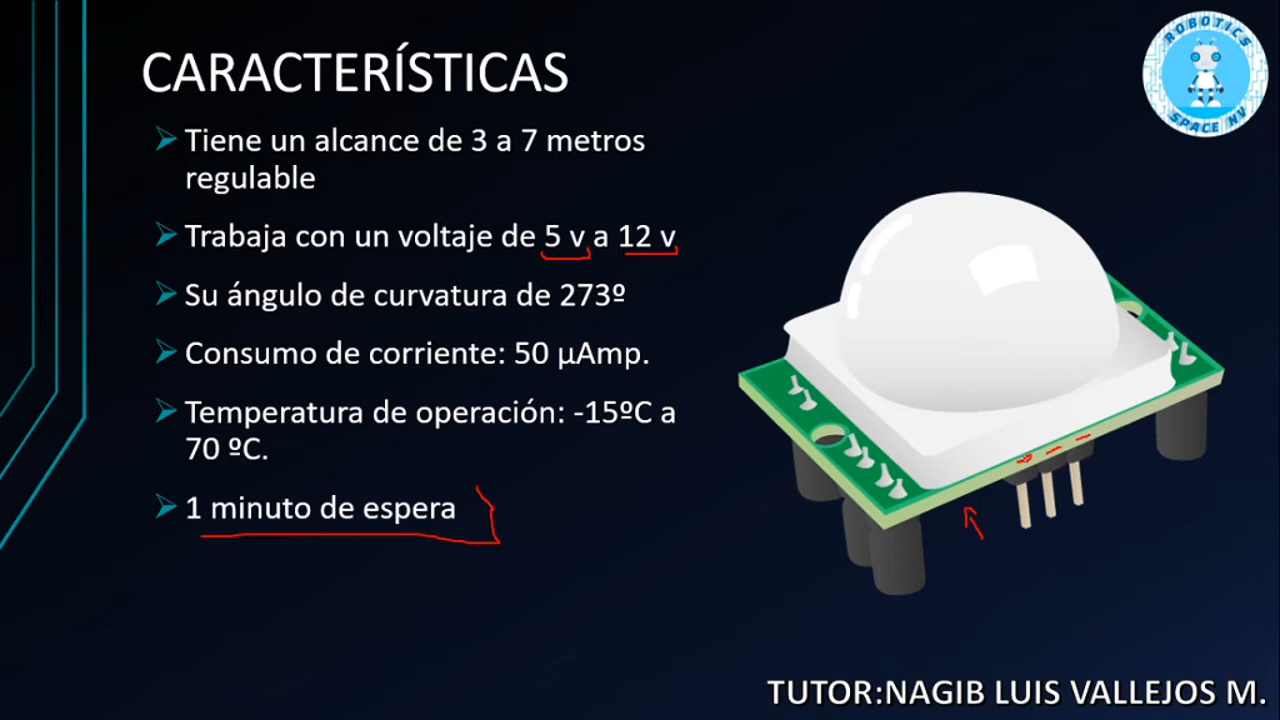 CARACTERÍSTICAS
ROBOTICS
SPACE NV
Tiene un alcance de 3 a 7 metros
regulable
Trabaja con un voltaje de 5 v a 12 v
Su ángulo de curvatura de 273º
Consumo de corriente: 50 µAmp.
Temperatura de operación: -15ºC a
70 ºC.
1 minuto de espera
TUTOR:NAGIB LUIS VALLEJOS M.